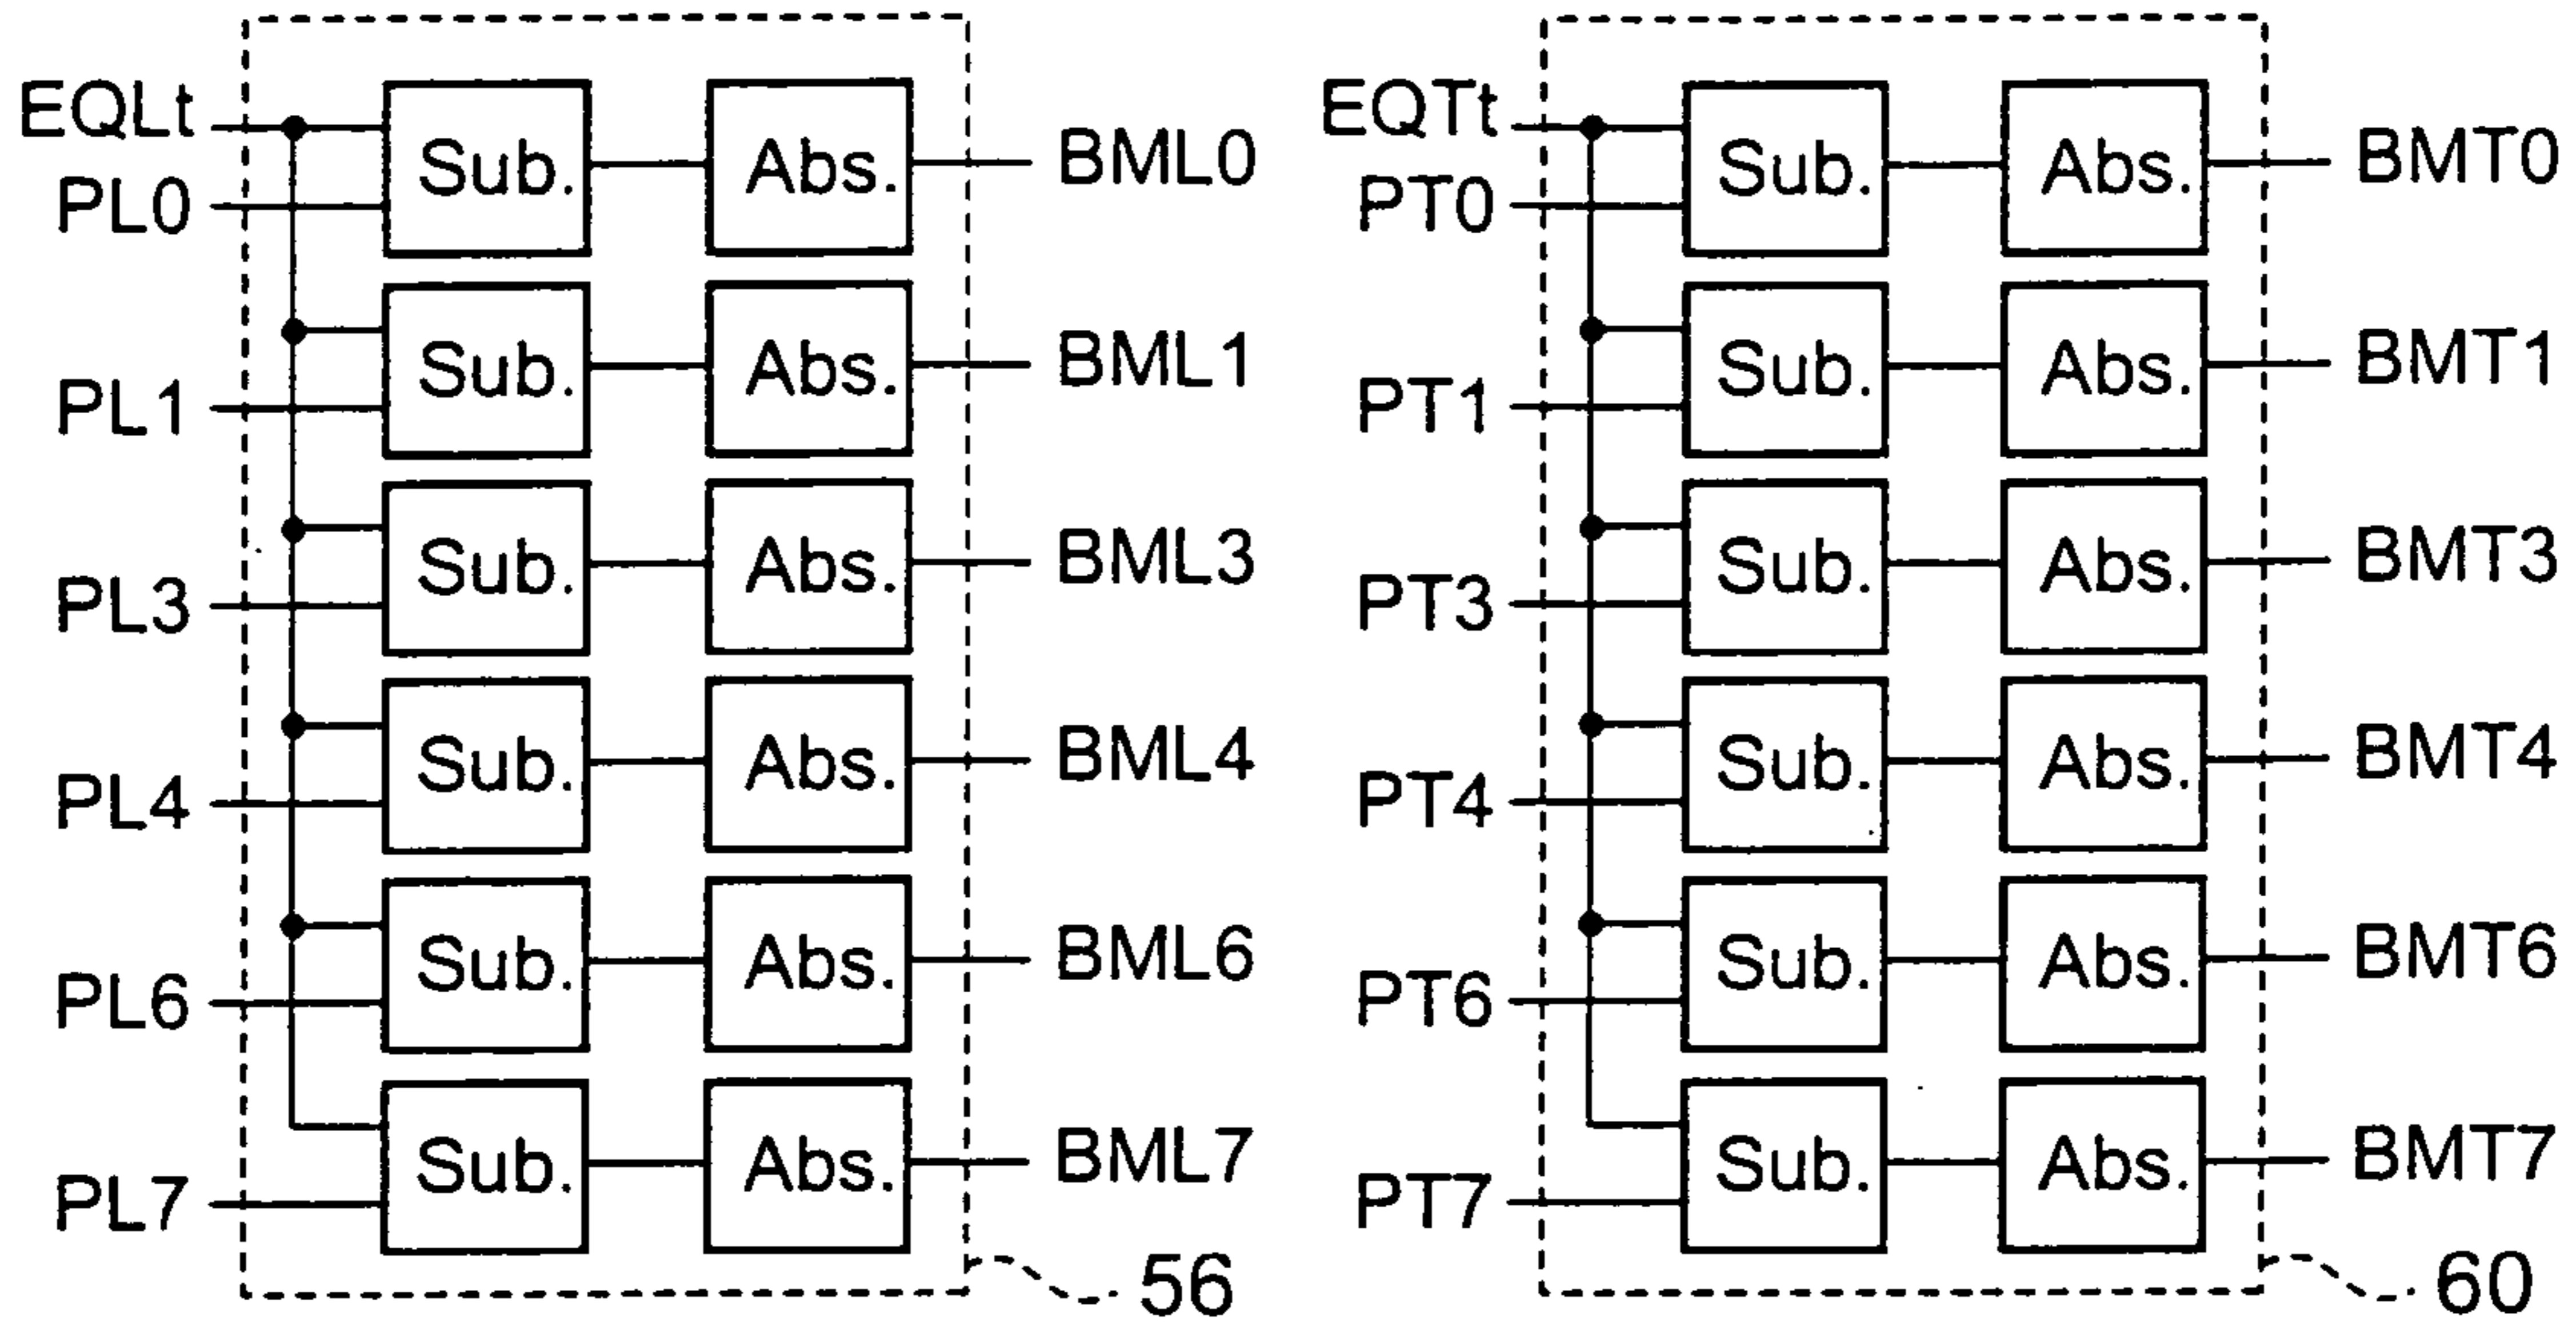 EQLt
PL0
Sub.
Abs.
BML0
PL1
Sub.
Abs.
BML1
PL3
Sub.
Abs.
BML3
PL4
Sub.
Abs.
BML4
PL6
Sub.
Abs.
BML6
PL7
Sub.
Abs.
BML7
56
EQTt
PT0
Sub.
Abs.
BMT0
PT1
Sub.
Abs.
BMT1
PT3
Sub.
Abs.
BMT3
PT4
Sub.
Abs.
BMT4
PT6
Sub.
Abs.
BMT6
PT7
Sub.
Abs.
BMT7
60